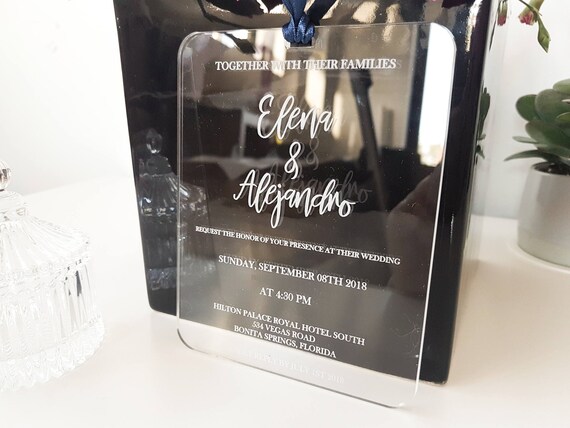 TOGETHER WITH THEIR FAMILIES
Elena
&
Alejandro
REQUEST THE HONOR OF YOUR PRESENCE AT THEIR WEDDING
SUNDAY, SEPTEMBER 08TH 2018
AT 4:30 PM
HILTON PALACE ROYAL HOTEL SOUTH
534 VEGAS ROAD
BONITA SPRINGS, FLORIDA